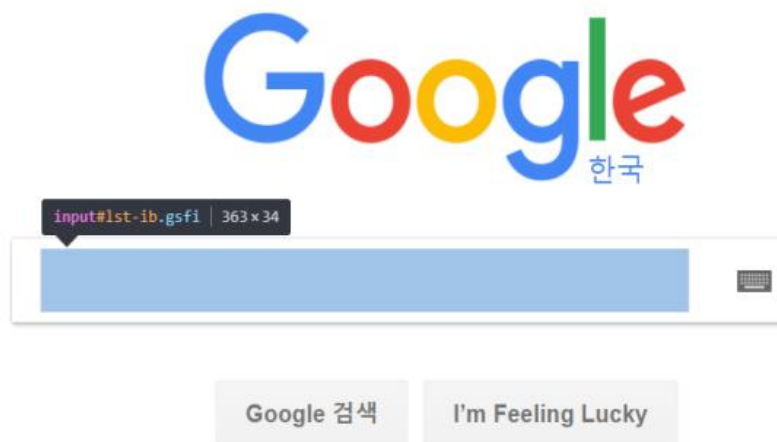 Google
한국
input#lst-ib.gsfi | 363 × 34
Google 검색
I'm Feeling Lucky